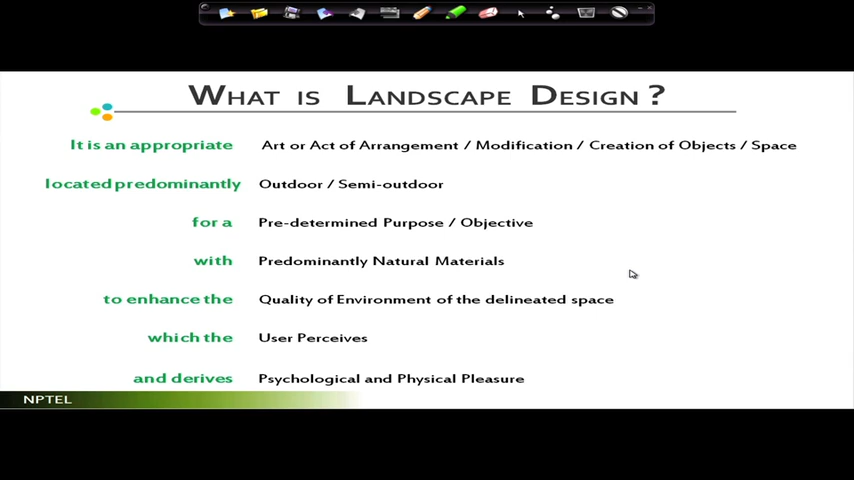 WHAT IS LANDSCAPE DESIGN ?
It is an appropriate Art or Act of Arrangement / Modification / Creation of Objects / Space
located predominantly Outdoor / Semi-outdoor
for a Pre-determined Purpose / Objective
with Predominantly Natural Materials
to enhance the Quality of Environment of the delineated space
which the User Perceives
and derives Psychological and Physical Pleasure
NPTEL